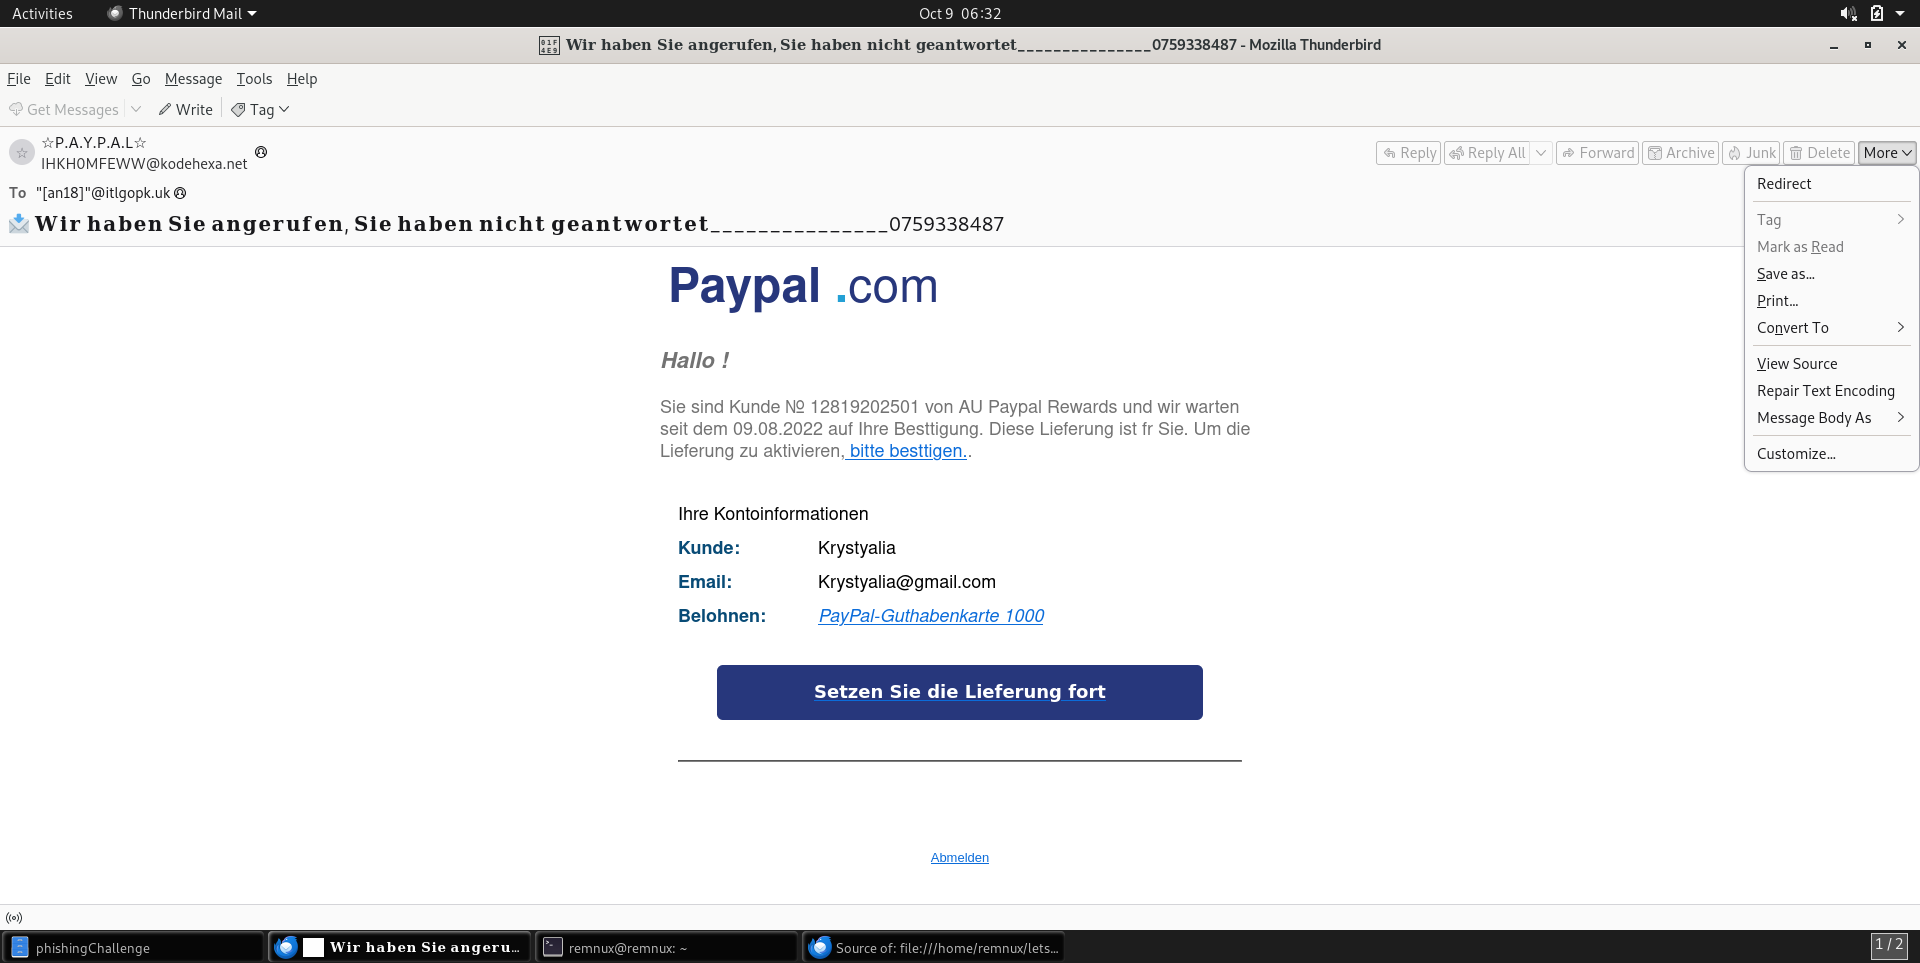 Activities
Thunderbird Mail
Oct 9 06:32
Wir haben Sie angerufen, Sie haben nicht geantwortet_______________0759338487 - Mozilla Thunderbird
File Edit View Go Message Tools Help
Get Messages Write Tag
☆P.A.Y.P.A.L☆
IHKH0MFEWW@kodehexa.net
Reply Reply All Forward Archive Junk Delete More
To "[an18]"@itlgopk.uk
📩 Wir haben Sie angerufen, Sie haben nicht geantwortet_______________0759338487
Redirect
Tag
Mark as Read
Save as...
Print...
Convert To
View Source
Repair Text Encoding
Message Body As
Customize...
Paypal .com
Hallo !
Sie sind Kunde № 12819202501 von AU Paypal Rewards und wir warten
seit dem 09.08.2022 auf Ihre Besttigung. Diese Lieferung ist fr Sie. Um die
Lieferung zu aktivieren, bitte besttigen..
Ihre Kontoinformationen
Kunde: Krystyalia
Email: Krystyalia@gmail.com
Belohnen: PayPal-Guthabenkarte 1000
Setzen Sie die Lieferung fort
Abmelden
phishingChallenge
Wir haben Sie angeru...
remnux@remnux: ~
Source of: file:///home/remnux/lets...
1 / 2